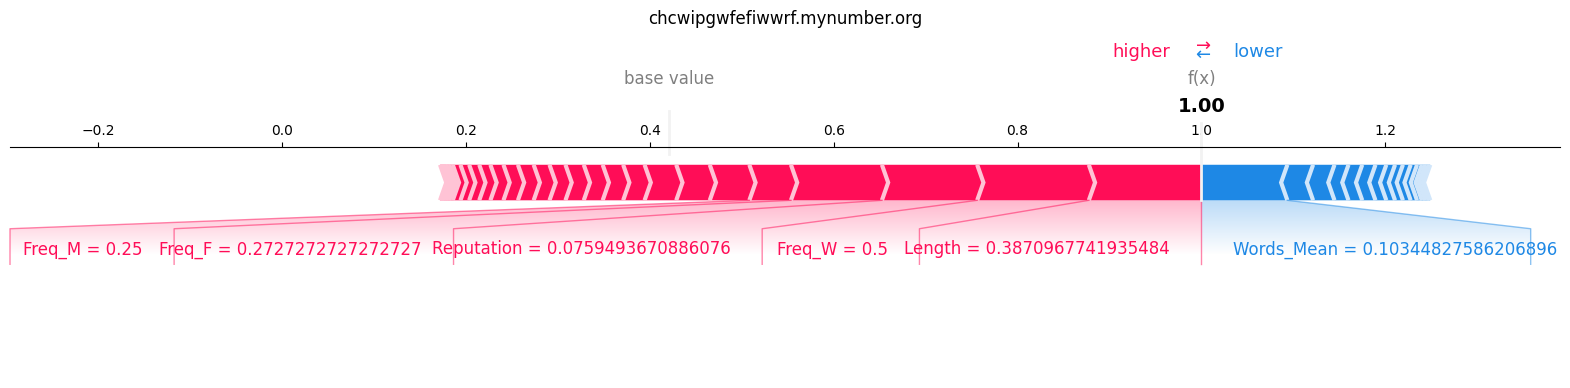 chcwipgwfefiwwrf.mynumber.org
higher → ← lower
base value f(x)
1.00
−0.2 0.0 0.2 0.4 0.6 0.8 1.0 1.2
Freq_M = 0.25 Freq_F = 0.2727272727272727 Reputation = 0.0759493670886076 Freq_W = 0.5 Length = 0.3870967741935484 Words_Mean = 0.10344827586206896